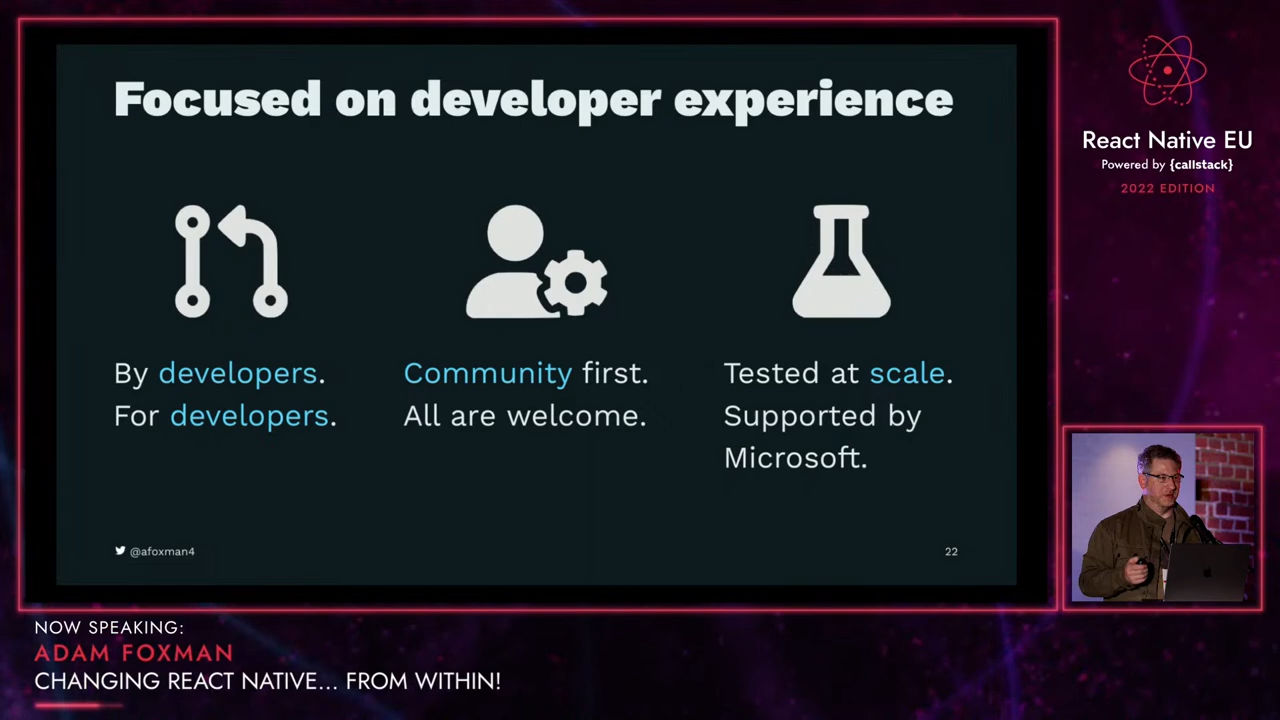 Focused on developer experience
By developers.
For developers.
Community first.
All are welcome.
Tested at scale.
Supported by
Microsoft.
@afoxman4
22
React Native EU
Powered by {callstack}
2022 EDITION
NOW SPEAKING:
ADAM FOXMAN
CHANGING REACT NATIVE... FROM WITHIN!